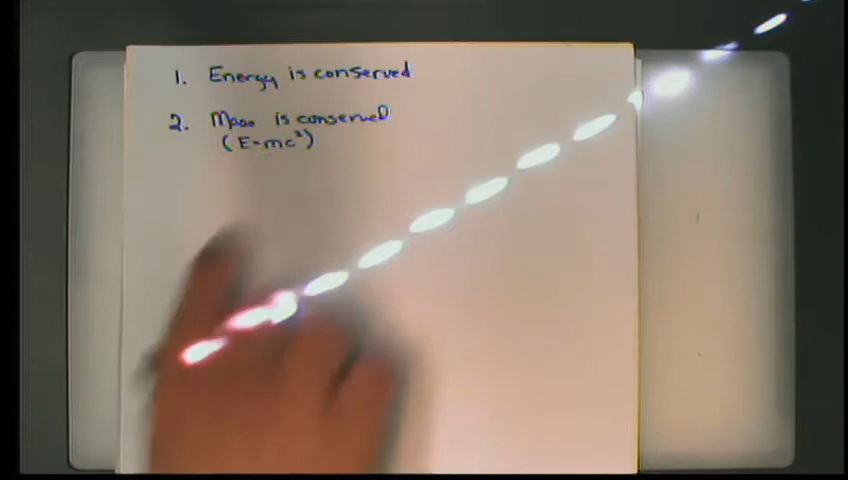 1. Energy is conserved
2. Mass is conserved
(E=mc²)